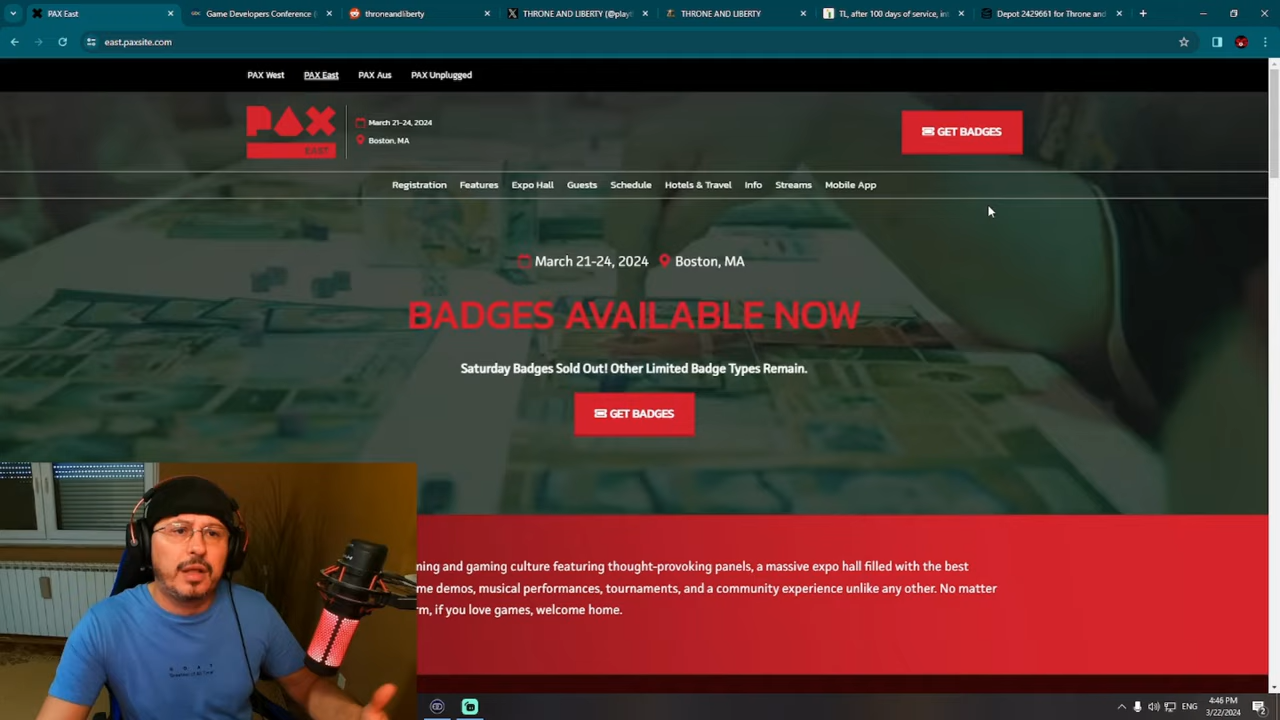 PAX East
Game Developers Conference (
throneandliberty
THRONE AND LIBERTY (@play
THRONE AND LIBERTY
TL, after 100 days of service, in
Depot 2429661 for Throne and
east.paxsite.com
PAX West
PAX East
PAX Aus
PAX Unplugged
PAX
EAST
March 21-24, 2024
Boston, MA
GET BADGES
Registration
Features
Expo Hall
Guests
Schedule
Hotels & Travel
Info
Streams
Mobile App
March 21-24, 2024
Boston, MA
BADGES AVAILABLE NOW
Saturday Badges Sold Out! Other Limited Badge Types Remain.
GET BADGES
ning and gaming culture featuring thought-provoking panels, a massive expo hall filled with the best
me demos, musical performances, tournaments, and a community experience unlike any other. No matter
rm, if you love games, welcome home.
ENG
4:46 PM
3/22/2024
2